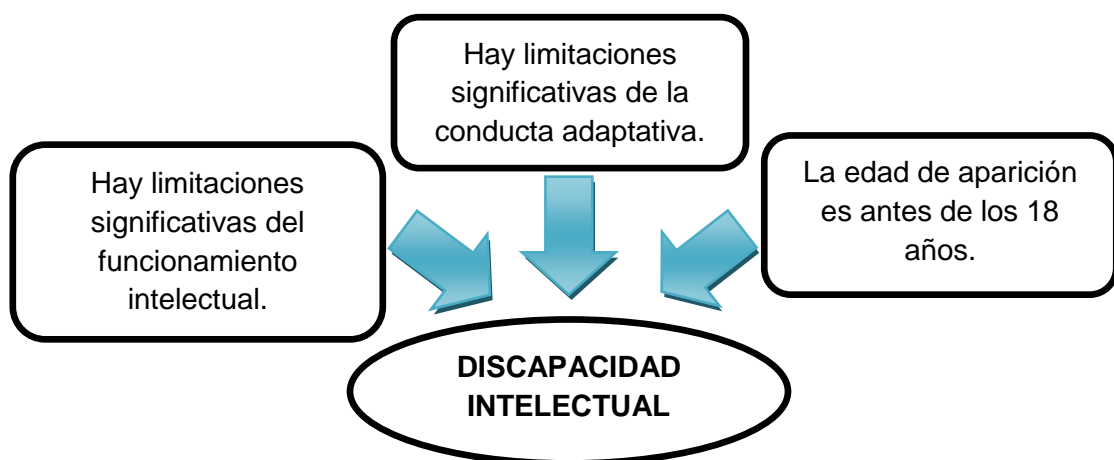 Hay limitaciones
significativas de la
conducta adaptativa.
Hay limitaciones
significativas del
funcionamiento
intelectual.
La edad de aparición
es antes de los 18
años.
DISCAPACIDAD
INTELECTUAL